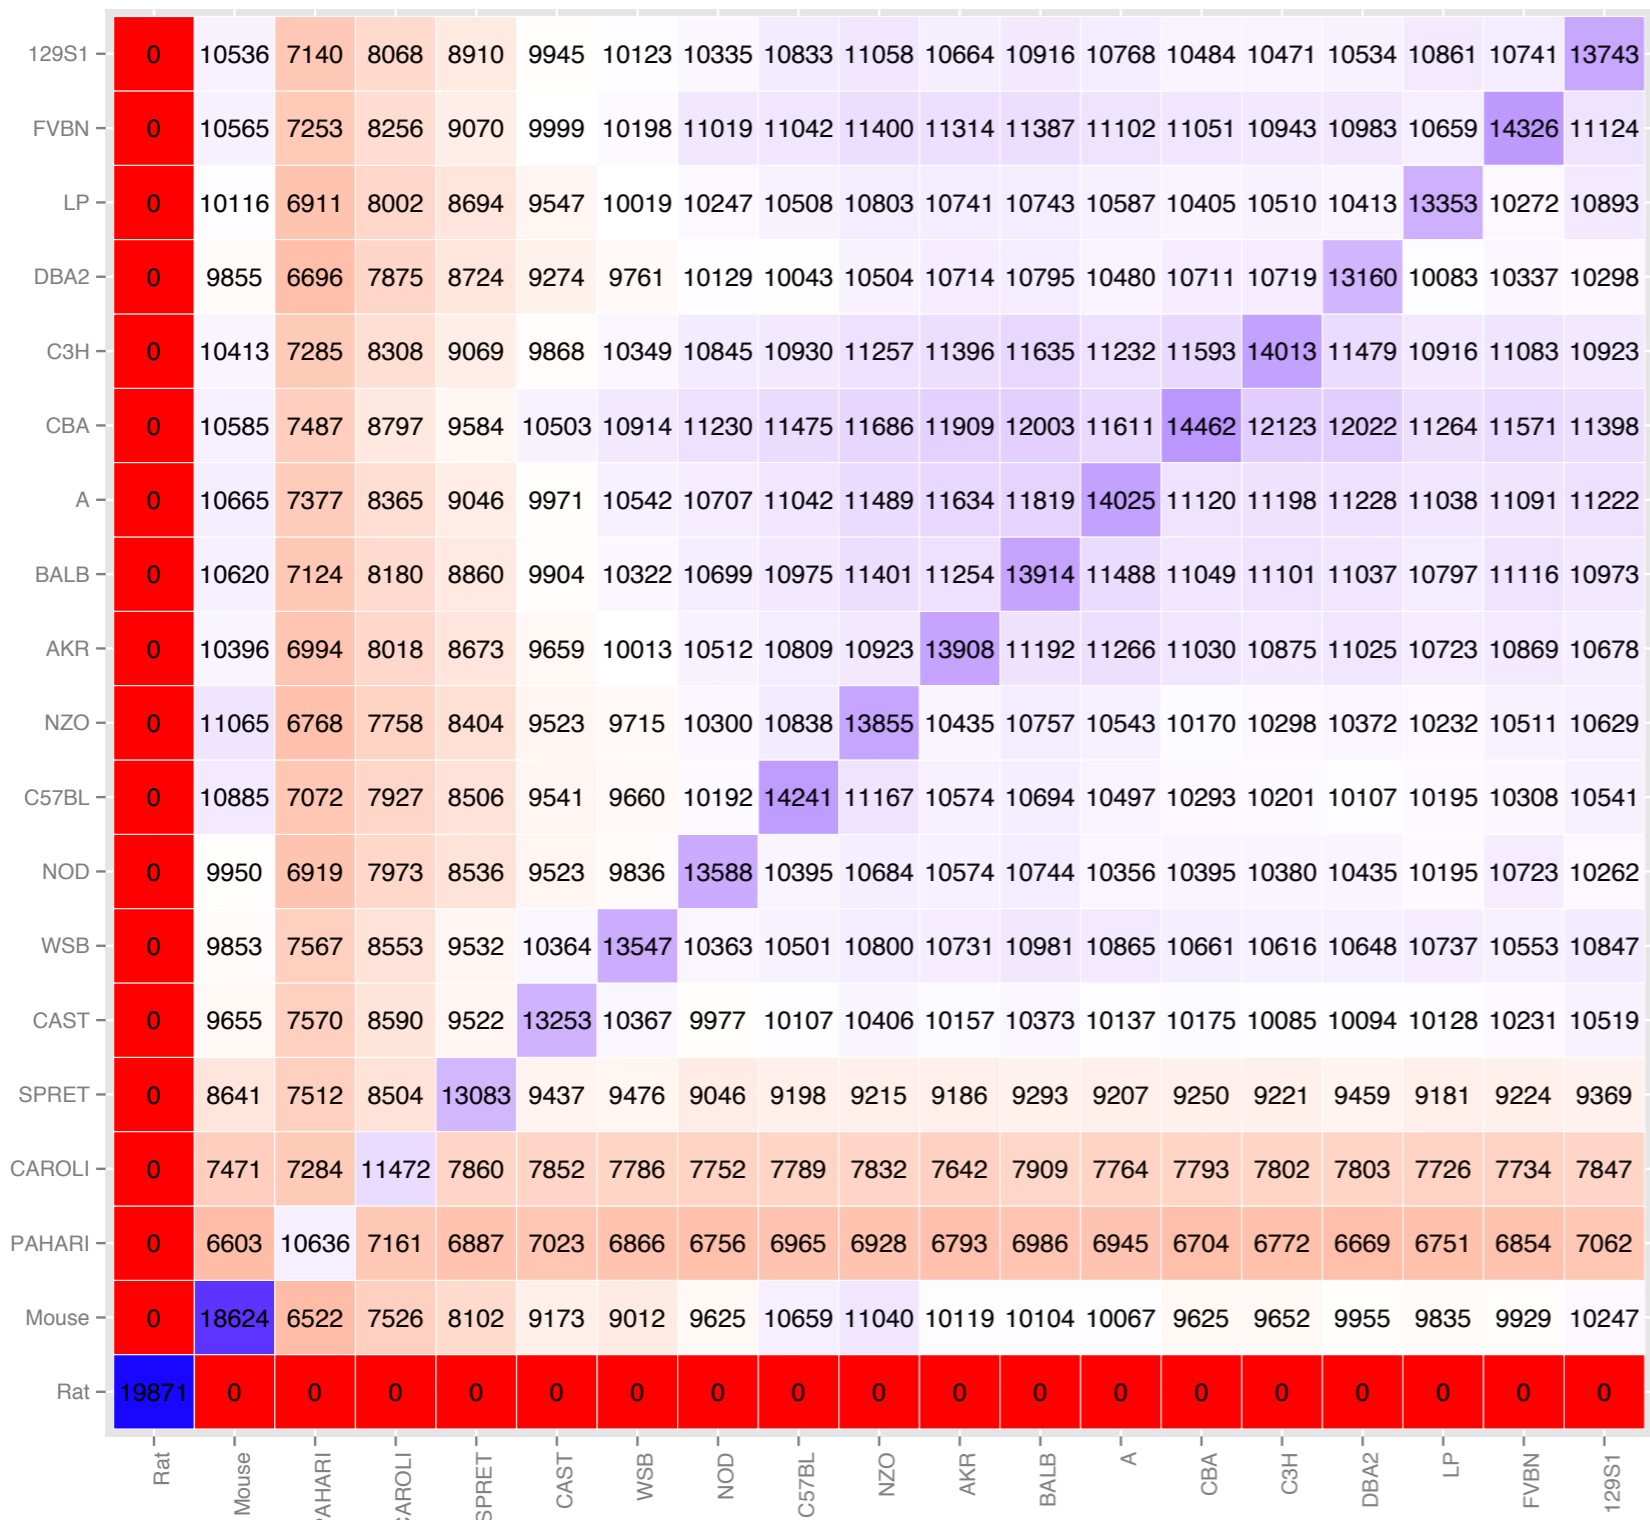 129S1 0 10536 7140 8068 8910 9945 10123 10335 10833 11058 10664 10916 10768 10484 10471 10534 10861 10741 13743
FVBN 0 10565 7253 8256 9070 9999 10198 11019 11042 11400 11314 11387 11102 11051 10943 10983 10659 14326 11124
LP 0 10116 6911 8002 8694 9547 10019 10247 10508 10803 10741 10743 10587 10405 10510 10413 13353 10272 10893
DBA2 0 9855 6696 7875 8724 9274 9761 10129 10043 10504 10714 10795 10480 10711 10719 13160 10083 10337 10298
C3H 0 10413 7285 8308 9069 9868 10349 10845 10930 11257 11396 11635 11232 11593 14013 11479 10916 11083 10923
CBA 0 10585 7487 8797 9584 10503 10914 11230 11475 11686 11909 12003 11611 14462 12123 12022 11264 11571 11398
A 0 10665 7377 8365 9046 9971 10542 10707 11042 11489 11634 11819 14025 11120 11198 11228 11038 11091 11222
BALB 0 10620 7124 8180 8860 9904 10322 10699 10975 11401 11254 13914 11488 11049 11101 11037 10797 11116 10973
AKR 0 10396 6994 8018 8673 9659 10013 10512 10809 10923 13908 11192 11266 11030 10875 11025 10723 10869 10678
NZO 0 11065 6768 7758 8404 9523 9715 10300 10838 13855 10435 10757 10543 10170 10298 10372 10232 10511 10629
C57BL 0 10885 7072 7927 8506 9541 9660 10192 14241 11167 10574 10694 10497 10293 10201 10107 10195 10308 10541
NOD 0 9950 6919 7973 8536 9523 9836 13588 10395 10684 10574 10744 10356 10395 10380 10435 10195 10723 10262
WSB 0 9853 7567 8553 9532 10364 13547 10363 10501 10800 10731 10981 10865 10661 10616 10648 10737 10553 10847
CAST 0 9655 7570 8590 9522 13253 10367 9977 10107 10406 10157 10373 10137 10175 10085 10094 10128 10231 10519
SPRET 0 8641 7512 8504 13083 9437 9476 9046 9198 9215 9186 9293 9207 9250 9221 9459 9181 9224 9369
CAROLI 0 7471 7284 11472 7860 7852 7786 7752 7789 7832 7642 7909 7764 7793 7802 7803 7726 7734 7847
PAHARI 0 6603 10636 7161 6887 7023 6866 6756 6965 6928 6793 6986 6945 6704 6772 6669 6751 6854 7062
Mouse 0 18624 6522 7526 8102 9173 9012 9625 10659 11040 10119 10104 10067 9625 9652 9955 9835 9929 10247
Rat 19871 0 0 0 0 0 0 0 0 0 0 0 0 0 0 0 0 0 0
Rat Mouse PAHARI CAROLI SPRET CAST WSB NOD C57BL NZO AKR BALB A CBA C3H DBA2 LP FVBN 129S1